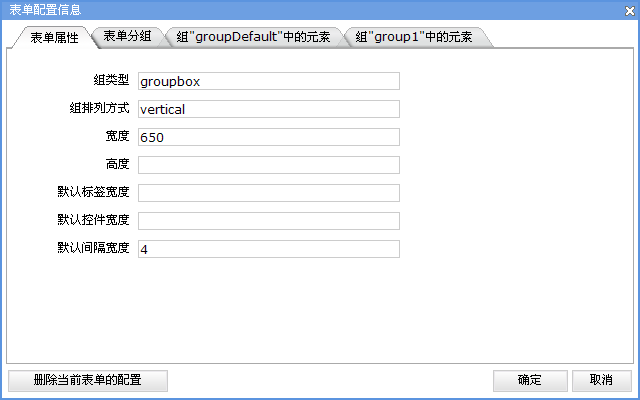 表单配置信息
表单属性 表单分组 组"groupDefault"中的元素 组"group1"中的元素
组类型 groupbox
组排列方式 vertical
宽度 650
高度
默认标签宽度
默认控件宽度
默认间隔宽度 4
删除当前表单的配置 确定 取消